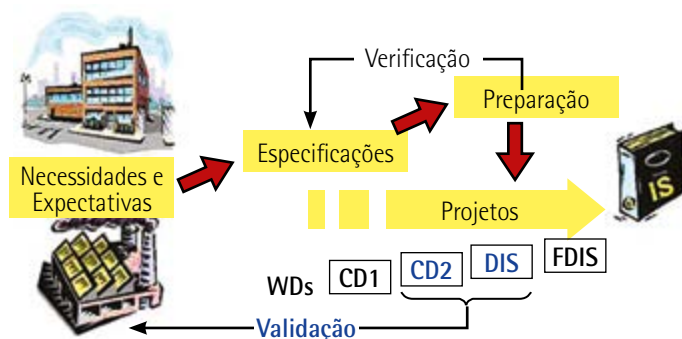 Verificação
Preparação
Especificações
Necessidades e
Expectativas
IS
Projetos
WDs
CD1
CD2
DIS
FDIS
Validação